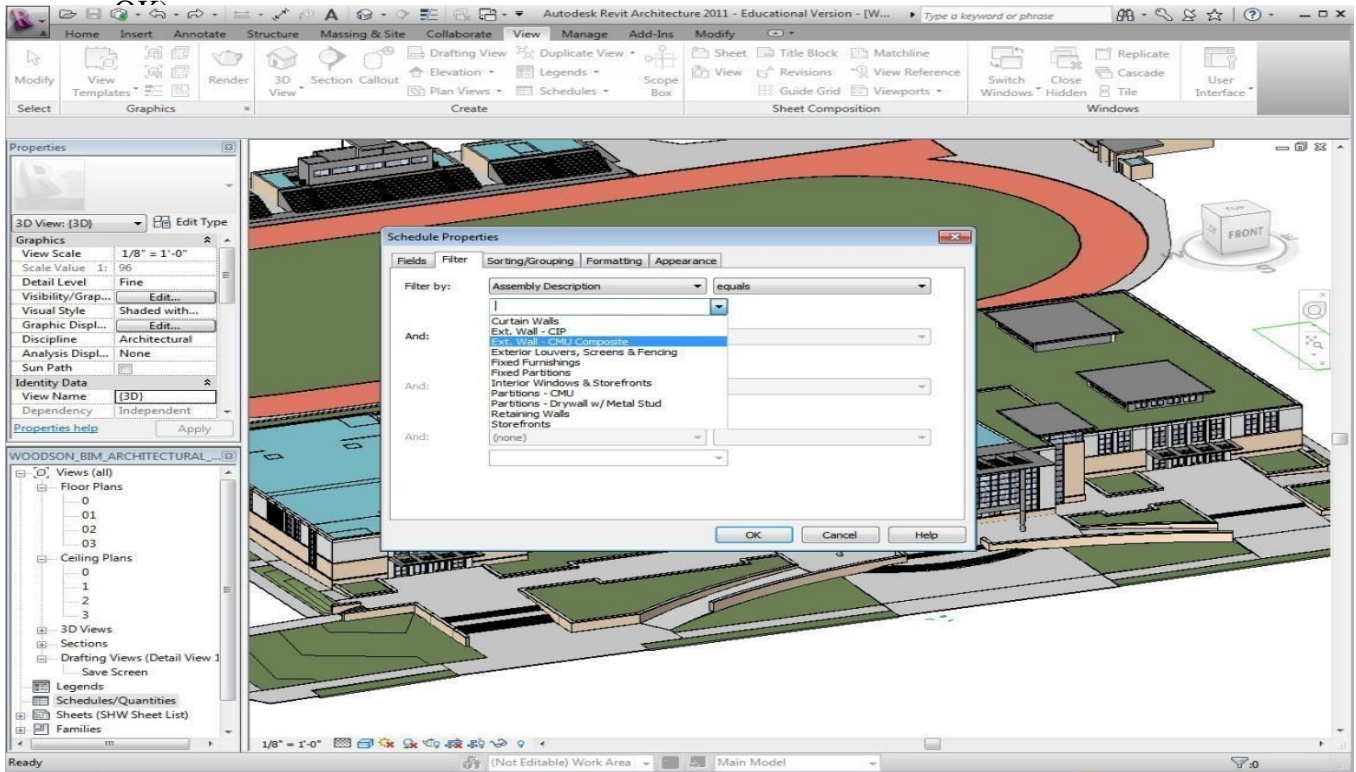 OK)
Autodesk Revit Architecture 2011 - Educational Version - [W... Type a keyword or phrase
Home Insert Annotate Structure Massing & Site Collaborate View Manage Add-Ins Modify
Modify
View Templates
Render
3D View
Section Callout
Drafting View Duplicate View
Elevation Legends
Plan Views Schedules
Scope Box
Sheet Title Block Matchline
View Revisions View Reference
Guide Grid Viewports
Switch Windows
Close Hidden
Replicate
Cascade
Tile
User Interface
Select Graphics Create Sheet Composition Windows
Properties
3D View: {3D} Edit Type
Graphics
View Scale 1/8" = 1'-0"
Scale Value 1: 96
Detail Level Fine
Visibility/Grap... Edit...
Visual Style Shaded with...
Graphic Displ... Edit...
Discipline Architectural
Analysis Displ... None
Sun Path
Identity Data
View Name {3D}
Dependency Independent
Properties help Apply
WOODSON_BIM_ARCHITECTURAL_...
Views (all)
Floor Plans
0
01
02
03
Ceiling Plans
0
1
2
3
3D Views
Sections
Drafting Views (Detail View 1
Save Screen
Legends
Schedules/Quantities
Sheets (SHW Sheet List)
Families
Schedule Properties
Fields Filter Sorting/Grouping Formatting Appearance
Filter by: Assembly Description equals
Curtain Walls
Ext. Wall - CIP
Ext. Wall - CMU Composite
Exterior Louvers, Screens & Fencing
Fixed Furnishings
Fixed Partitions
Interior Windows & Storefronts
Partitions - CMU
Partitions - Drywall w/ Metal Stud
Retaining Walls
Storefronts
And:
And:
And: (none)
OK Cancel Help
TOP
FRONT
1/8" = 1'-0"
Ready (Not Editable) Work Area Main Model :0